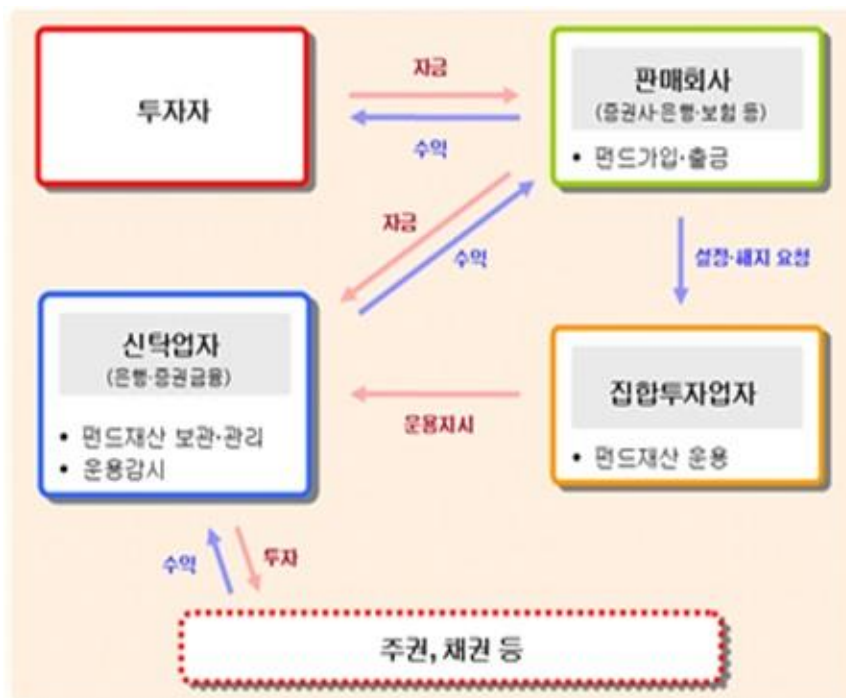 자금
투자자
판매회사
(증권사·은행·보험 등)
• 펀드가입·출금
수익
자금
수익
설정·해지 요청
신탁업자
(은행·증권금융)
• 펀드재산 보관·관리
• 운용감시
운용지시
집합투자업자
• 펀드재산 운용
수익
투자
주권, 채권 등